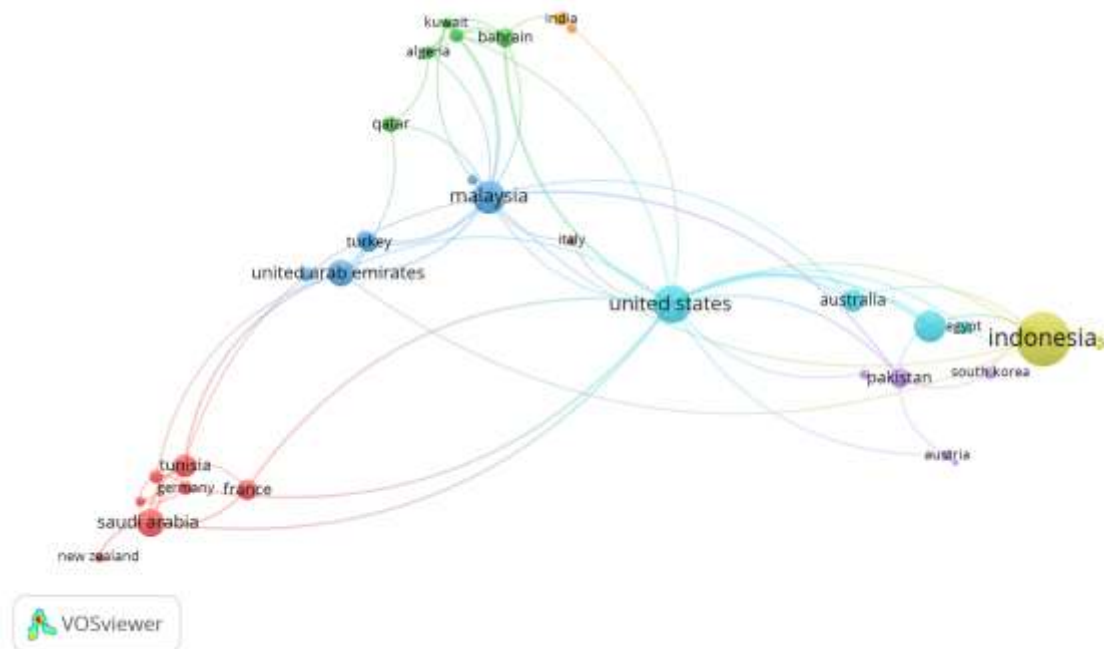 kuwait
india
bahrain
algeria
qatar
malaysia
turkey
italy
united arab emirates
united states
australia
egypt
indonesia
south korea
pakistan
austria
tunisia
germany
france
saudi arabia
new zealand
VOSviewer